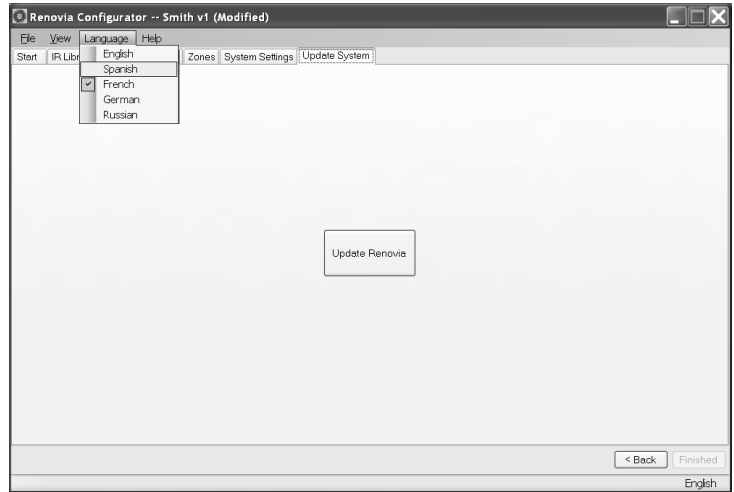 Renovia Configurator -- Smith v1 (Modified)
File View Language Help
Start IR Libr Zones System Settings Update System
English
Spanish
French
German
Russian
Update Renovia
< Back Finished
English